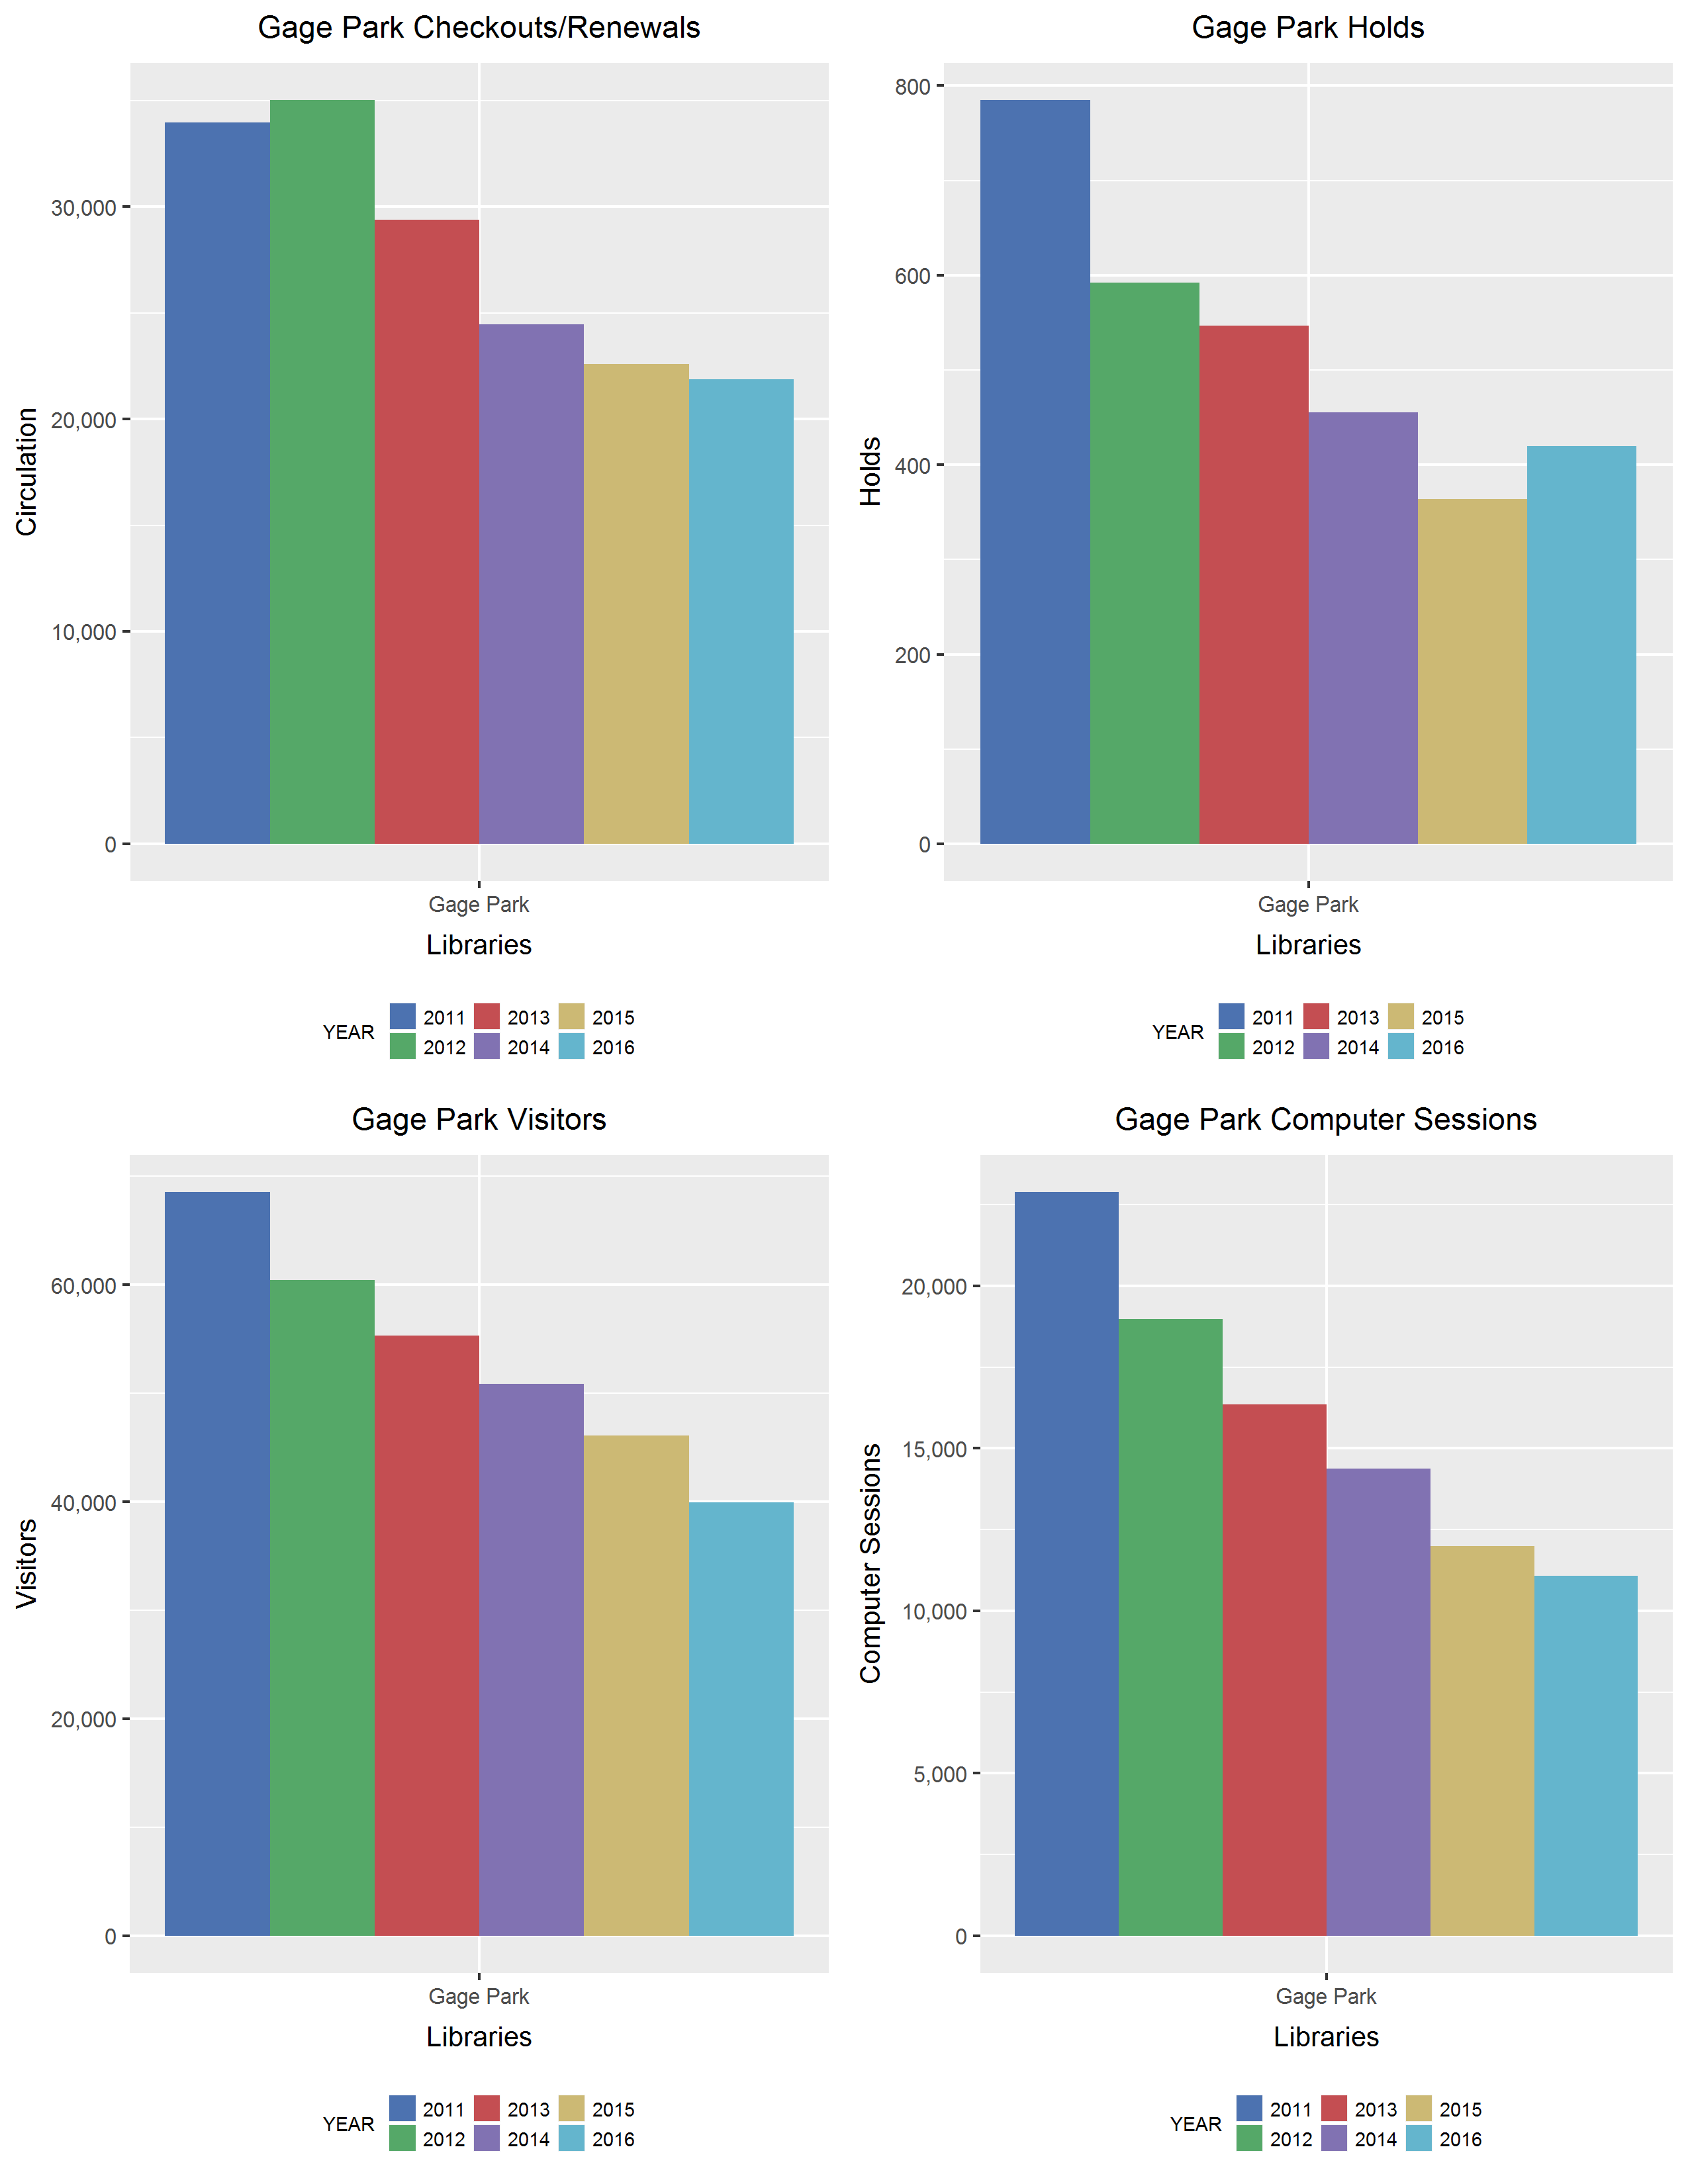 Gage Park Checkouts/Renewals
Circulation
30,000
20,000
10,000
0
Gage Park
Libraries
YEAR
2011 2013 2015
2012 2014 2016
Gage Park Holds
Holds
800
600
400
200
0
Gage Park
Libraries
YEAR
2011 2013 2015
2012 2014 2016
Gage Park Visitors
Visitors
60,000
40,000
20,000
0
Gage Park
Libraries
YEAR
2011 2013 2015
2012 2014 2016
Gage Park Computer Sessions
Computer Sessions
20,000
15,000
10,000
5,000
0
Gage Park
Libraries
YEAR
2011 2013 2015
2012 2014 2016